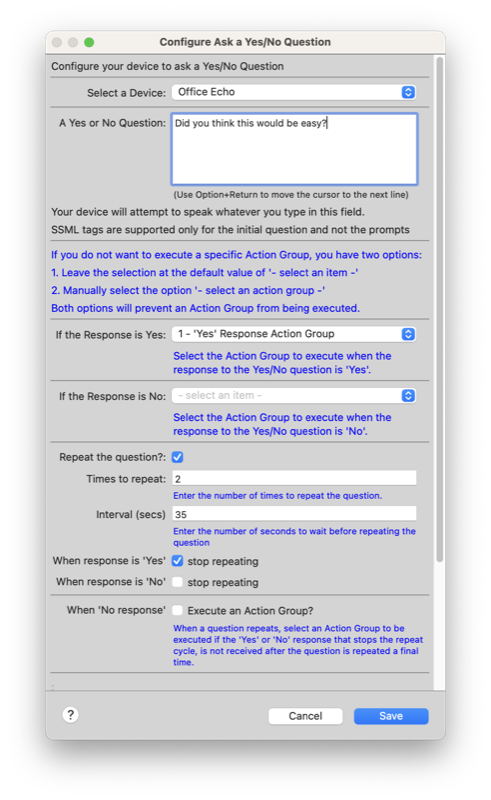 Configure Ask a Yes/No Question
Configure your device to ask a Yes/No Question
Select a Device: Office Echo
A Yes or No Question: Did you think this would be easy?
(Use Option+Return to move the cursor to the next line)
Your device will attempt to speak whatever you type in this field.
SSML tags are supported only for the initial question and not the prompts
If you do not want to execute a specific Action Group, you have two options:
1. Leave the selection at the default value of '- select an item -'
2. Manually select the option '- select an action group -'
Both options will prevent an Action Group from being executed.
If the Response is Yes: 1 - 'Yes' Response Action Group
Select the Action Group to execute when the
response to the Yes/No question is 'Yes'.
If the Response is No: - select an item -
Select the Action Group to execute when the
response to the Yes/No question is 'No'.
Repeat the question?:
Times to repeat: 2
Enter the number of times to repeat the question.
Interval (secs) 35
Enter the number of seconds to wait before repeating the
question
When response is 'Yes' stop repeating
When response is 'No' stop repeating
When 'No response' Execute an Action Group?
When a question repeats, select an Action Group to be
executed if the 'Yes' or 'No' response that stops the repeat
cycle, is not received after the question is repeated a final
time.
:
? Cancel Save